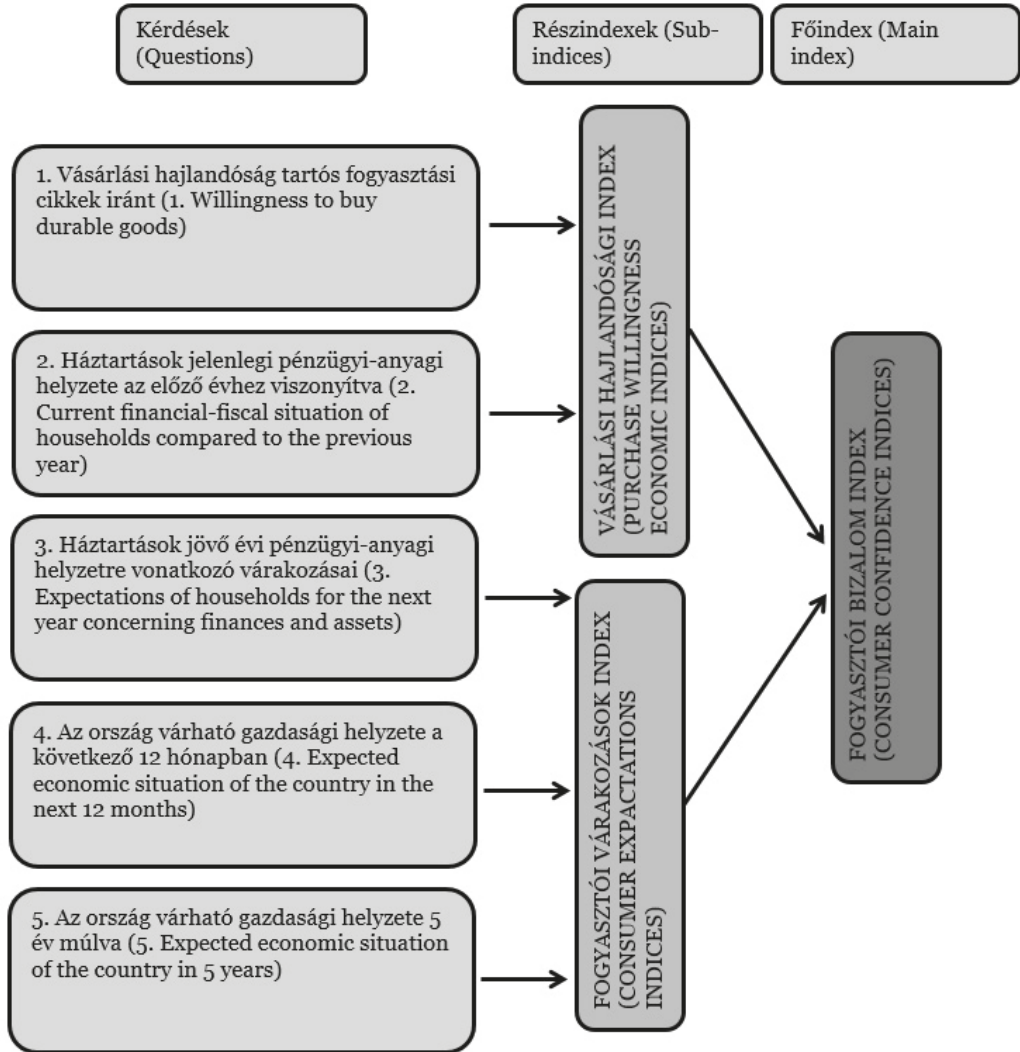 Kérdések
(Questions)
Részindexek (Sub-
indices)
Főindex (Main
index)
1. Vásárlási hajlandóság tartós fogyasztási
cikkek iránt (1. Willingness to buy
durable goods)
2. Háztartások jelenlegi pénzügyi-anyagi
helyzete az előző évhez viszonyítva (2.
Current financial-fiscal situation of
households compared to the previous
year)
3. Háztartások jövő évi pénzügyi-anyagi
helyzetre vonatkozó várakozásai (3.
Expectations of households for the next
year concerning finances and assets)
4. Az ország várható gazdasági helyzete a
következő 12 hónapban (4. Expected
economic situation of the country in the
next 12 months)
5. Az ország várható gazdasági helyzete 5
év múlva (5. Expected economic situation
of the country in 5 years)
VÁSÁRLÁSI HAJLANDÓSÁGI INDEX
(PURCHASE WILLINGNESS
ECONOMIC INDICES)
FOGYASZTÓI VÁRAKOZÁSOK INDEX
(CONSUMER EXPACTATIONS
INDICES)
FOGYASZTÓI BIZALOM INDEX
(CONSUMER CONFIDENCE INDICES)